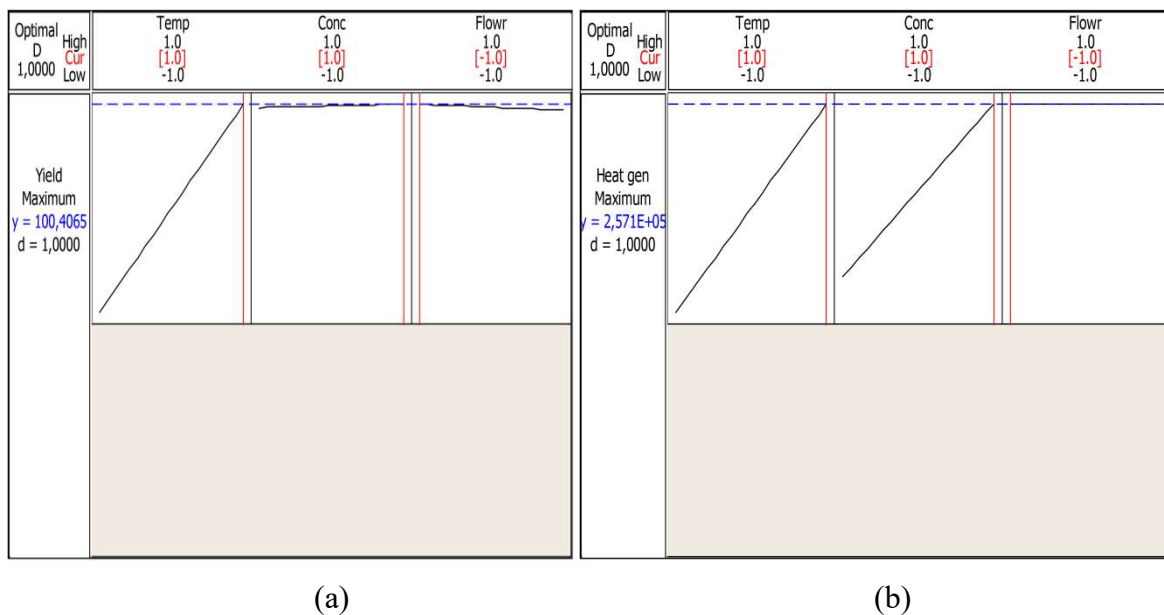 Optimal
D
1,0000
High
Cur
Low
Temp
1.0
[1.0]
-1.0
Conc
1.0
[1.0]
-1.0
Flowr
1.0
[-1.0]
-1.0
Yield
Maximum
y = 100,4065
d = 1,0000
(a)
Optimal
D
1,0000
High
Cur
Low
Temp
1.0
[1.0]
-1.0
Conc
1.0
[1.0]
-1.0
Flowr
1.0
[-1.0]
-1.0
Heat gen
Maximum
y = 2,571E+05
d = 1,0000
(b)